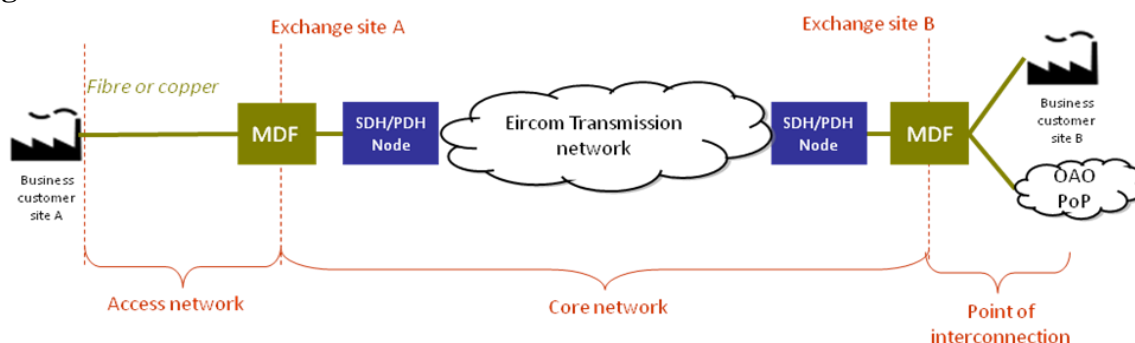 Exchange site A
Exchange site B
Fibre or copper
MDF
SDH/PDH
Node
Eircom Transmission
network
SDH/PDH
Node
MDF
Business
customer
site A
Business
customer
site B
OAO
PoP
Access network
Core network
Point of
interconnection